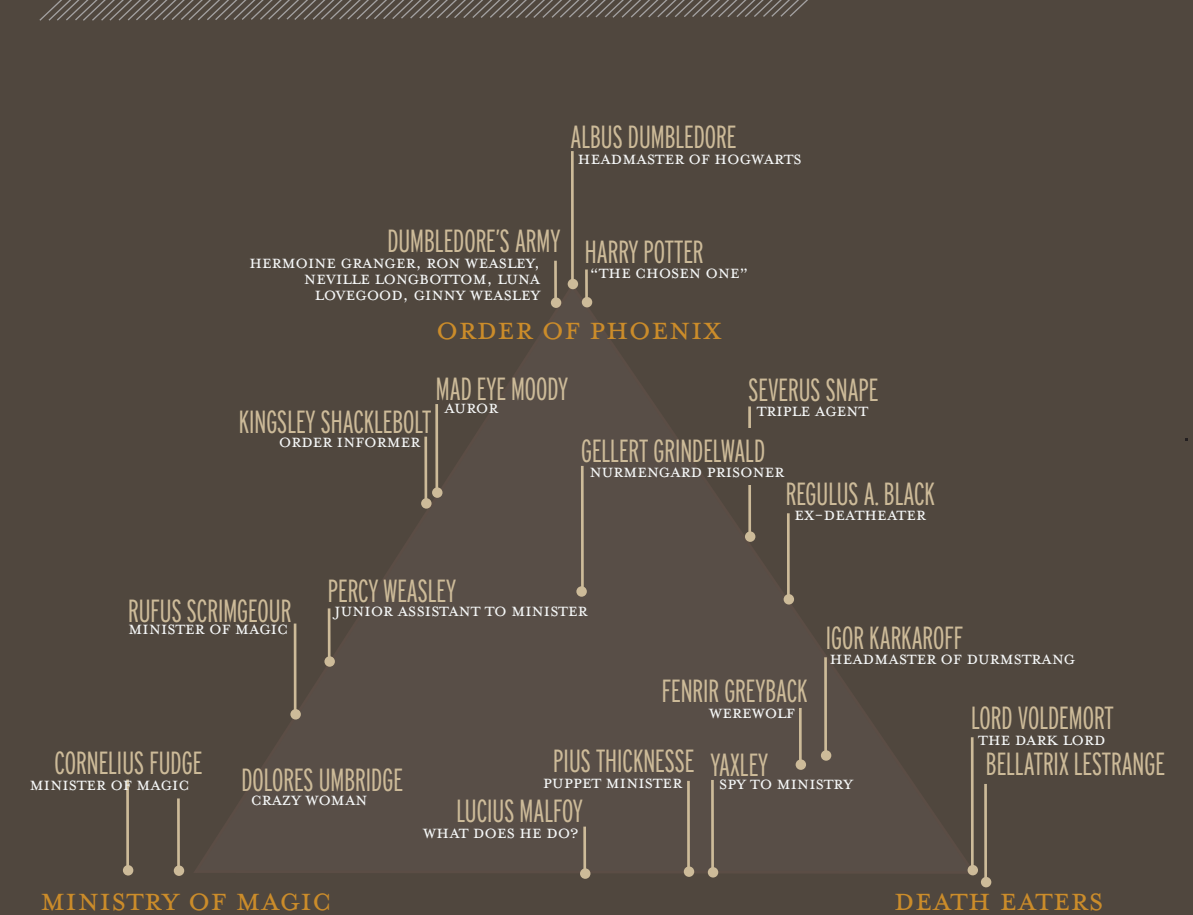 ALBUS DUMBLEDORE
HEADMASTER OF HOGWARTS
DUMBLEDORE'S ARMY
HERMOINE GRANGER, RON WEASLEY,
NEVILLE LONGBOTTOM, LUNA
LOVEGOOD, GINNY WEASLEY
HARRY POTTER
“THE CHOSEN ONE”
ORDER OF PHOENIX
MAD EYE MOODY
AUROR
KINGSLEY SHACKLEBOLT
ORDER INFORMER
SEVERUS SNAPE
TRIPLE AGENT
GELLERT GRINDELWALD
NURMENGARD PRISONER
REGULUS A. BLACK
EX-DEATHEATER
PERCY WEASLEY
JUNIOR ASSISTANT TO MINISTER
RUFUS SCRIMGEOUR
MINISTER OF MAGIC
IGOR KARKAROFF
HEADMASTER OF DURMSTRANG
FENRIR GREYBACK
WEREWOLF
LORD VOLDEMORT
THE DARK LORD
BELLATRIX LESTRANGE
CORNELIUS FUDGE
MINISTER OF MAGIC
DOLORES UMBRIDGE
CRAZY WOMAN
PIUS THICKNESSE
PUPPET MINISTER
YAXLEY
SPY TO MINISTRY
LUCIUS MALFOY
WHAT DOES HE DO?
MINISTRY OF MAGIC
DEATH EATERS